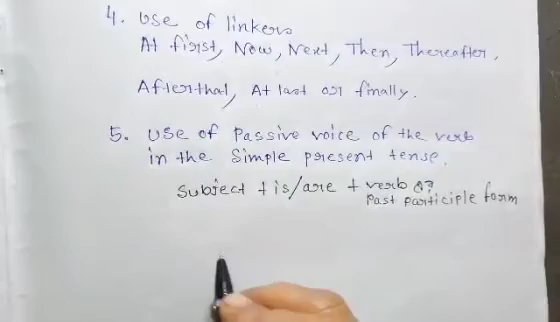 4. Use of linkers
At first, Now, Next, Then, Thereafter,
After that, At last or finally.
5. Use of Passive voice of the verb
in the Simple present tense.
Subject + is/are + verb
Past participle form